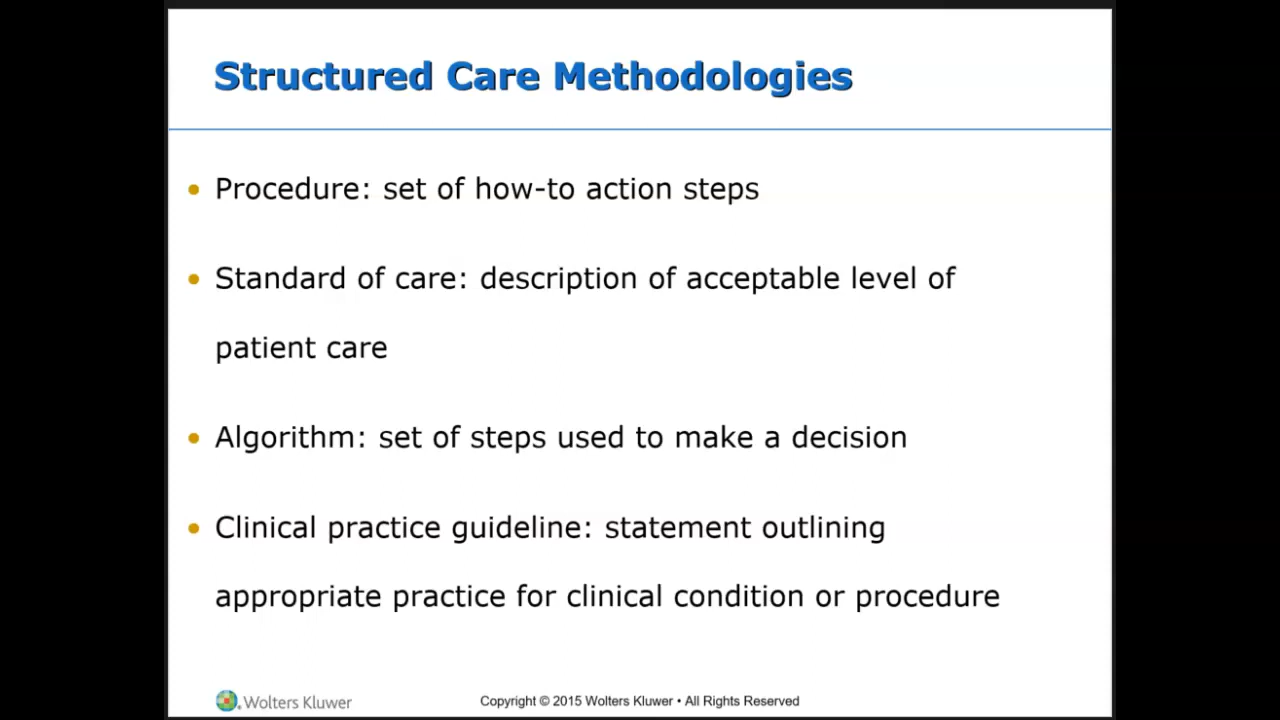 Structured Care Methodologies
• Procedure: set of how-to action steps
• Standard of care: description of acceptable level of
patient care
• Algorithm: set of steps used to make a decision
• Clinical practice guideline: statement outlining
appropriate practice for clinical condition or procedure
Wolters Kluwer
Copyright © 2015 Wolters Kluwer • All Rights Reserved